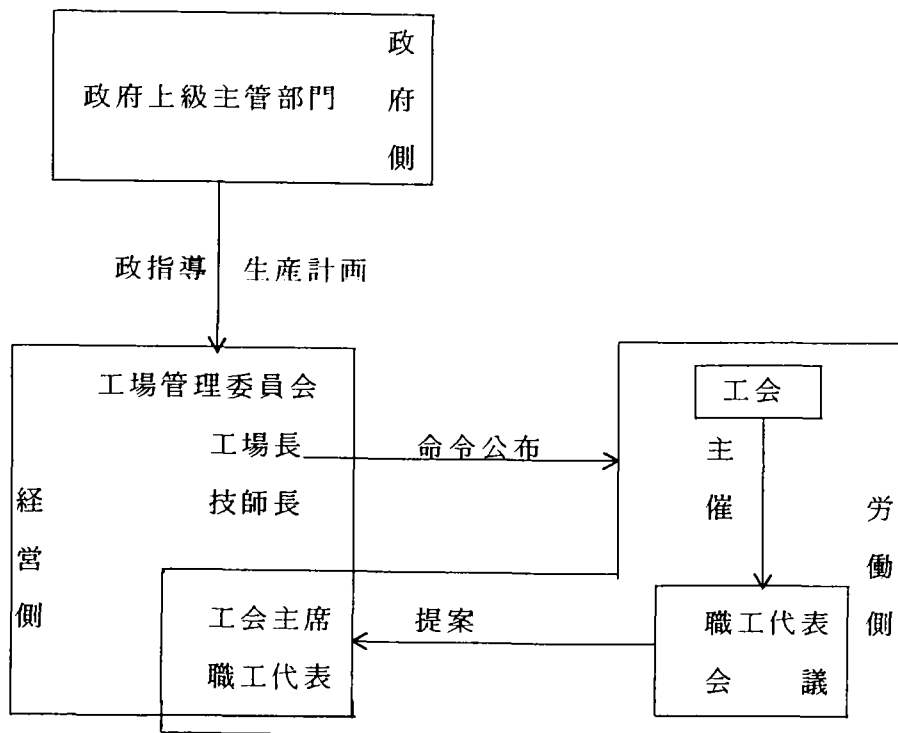 政府上級主管部門
政府側
政指導 生産計画
工場管理委員会
工場長
技師長
経営側
工会主席
職工代表
命令公布
提案
工会
主催
職工代表
会議
労働側